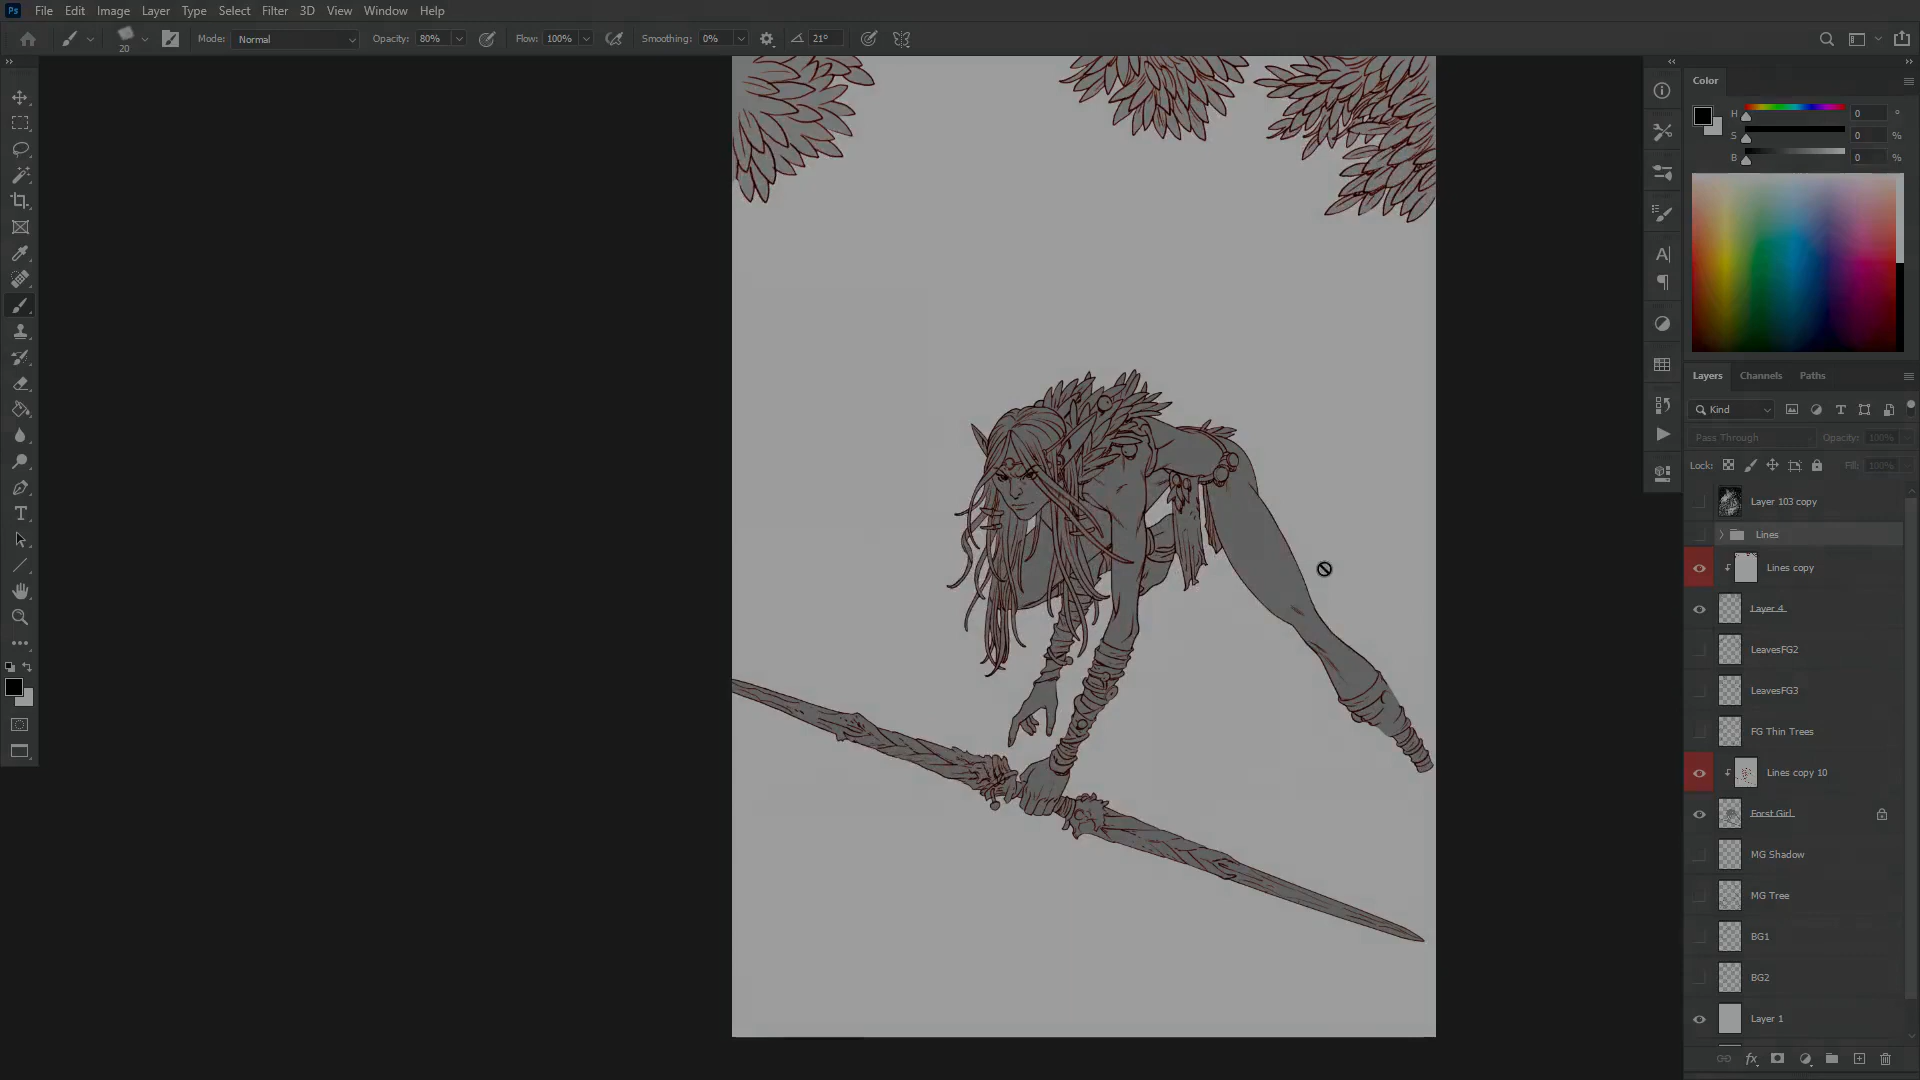 Ps File Edit Image Layer Type Select Filter 3D View Window Help
20 Mode: Normal Opacity: 80% Flow: 100% Smoothing: 0% 21°
Color
H 0 °
S 0 %
B 0 %
Layers Channels Paths
Kind
Pass Through Opacity: 100%
Lock: Fill: 100%
Layer 103 copy
Lines
Lines copy
Layer 4
LeavesFG2
LeavesFG3
FG Thin Trees
Lines copy 10
Forst Girl
MG Shadow
MG Tree
BG1
BG2
Layer 1
fx